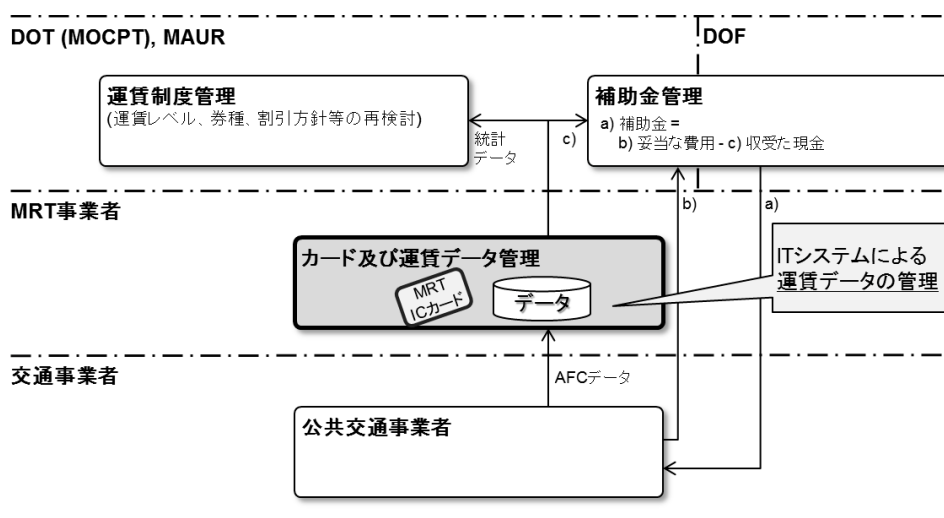 DOT (MOCPT), MAUR
DOF
運賃制度管理
(運賃レベル、券種、割引方針等の再検討)
補助金管理
a) 補助金 =
b) 妥当な費用 - c) 収受た現金
統計
データ
c)
MRT事業者
b)
a)
カード及び運賃データ管理
MRT
ICカード
データ
ITシステムによる
運賃データの管理
交通事業者
AFCデータ
公共交通事業者